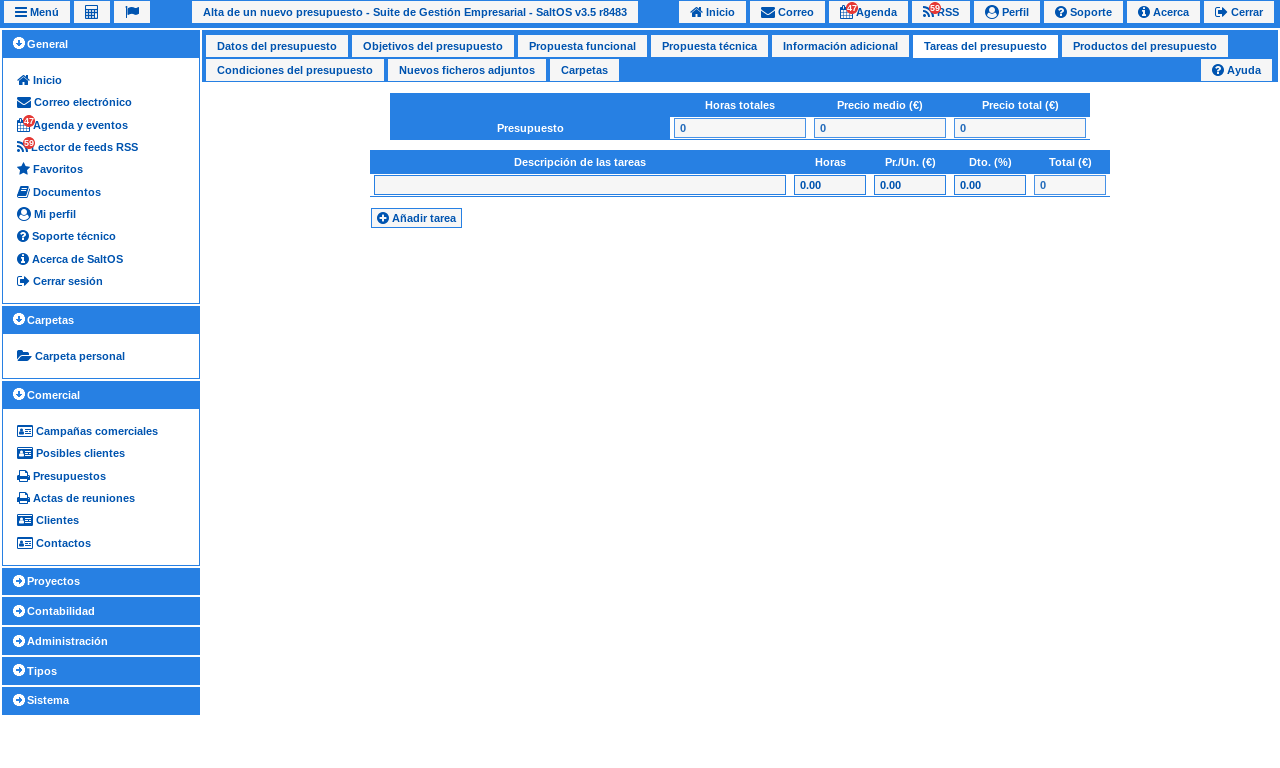 Menú
Alta de un nuevo presupuesto - Suite de Gestión Empresarial - SaltOS v3.5 r8483
Inicio
Correo
47 Agenda
59 RSS
Perfil
Soporte
Acerca
Cerrar
General
Inicio
Correo electrónico
47 Agenda y eventos
59 Lector de feeds RSS
Favoritos
Documentos
Mi perfil
Soporte técnico
Acerca de SaltOS
Cerrar sesión
Carpetas
Carpeta personal
Comercial
Campañas comerciales
Posibles clientes
Presupuestos
Actas de reuniones
Clientes
Contactos
Proyectos
Contabilidad
Administración
Tipos
Sistema
Datos del presupuesto
Objetivos del presupuesto
Propuesta funcional
Propuesta técnica
Información adicional
Tareas del presupuesto
Productos del presupuesto
Condiciones del presupuesto
Nuevos ficheros adjuntos
Carpetas
Ayuda
Horas totales Precio medio (€) Precio total (€)
Presupuesto 0 0 0
Descripción de las tareas Horas Pr./Un. (€) Dto. (%) Total (€)
0.00 0.00 0.00 0
Añadir tarea